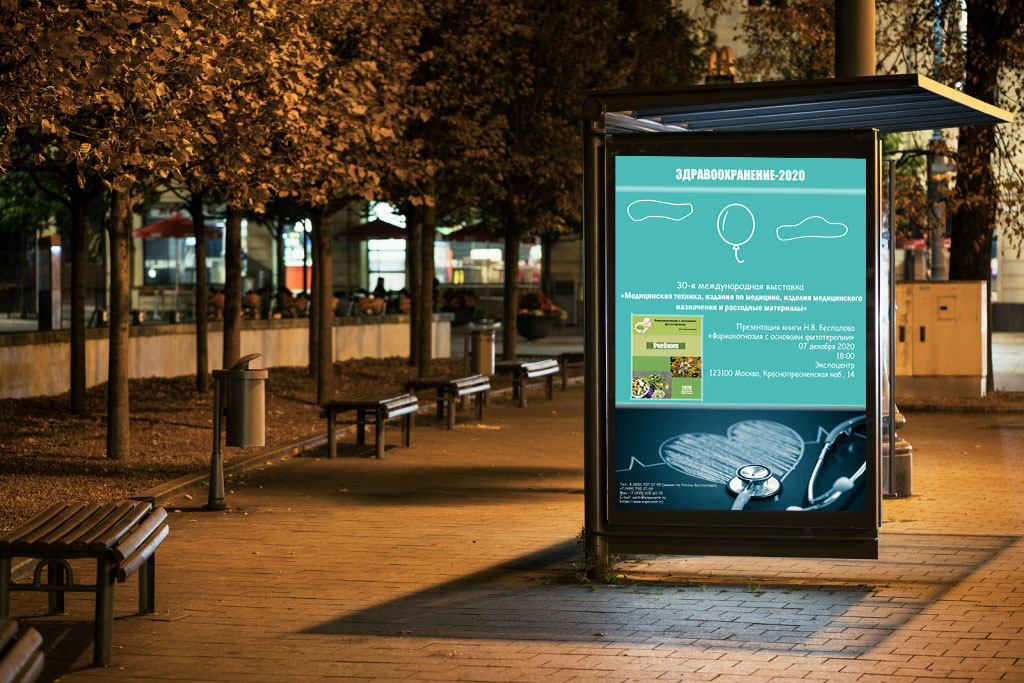 ЗДРАВООХРАНЕНИЕ-2020
30-я международная выставка
«Медицинская техника, издания по медицине, изделия медицинского
назначения и расходные материалы»
Учебник
2020
Презентация книги Н.В. Беспалова
«Фармакогнозия с основами фитотерапии»
07 декабря 2020
18:00
Экспоцентр
123100 Москва, Краснопресненская наб., 14